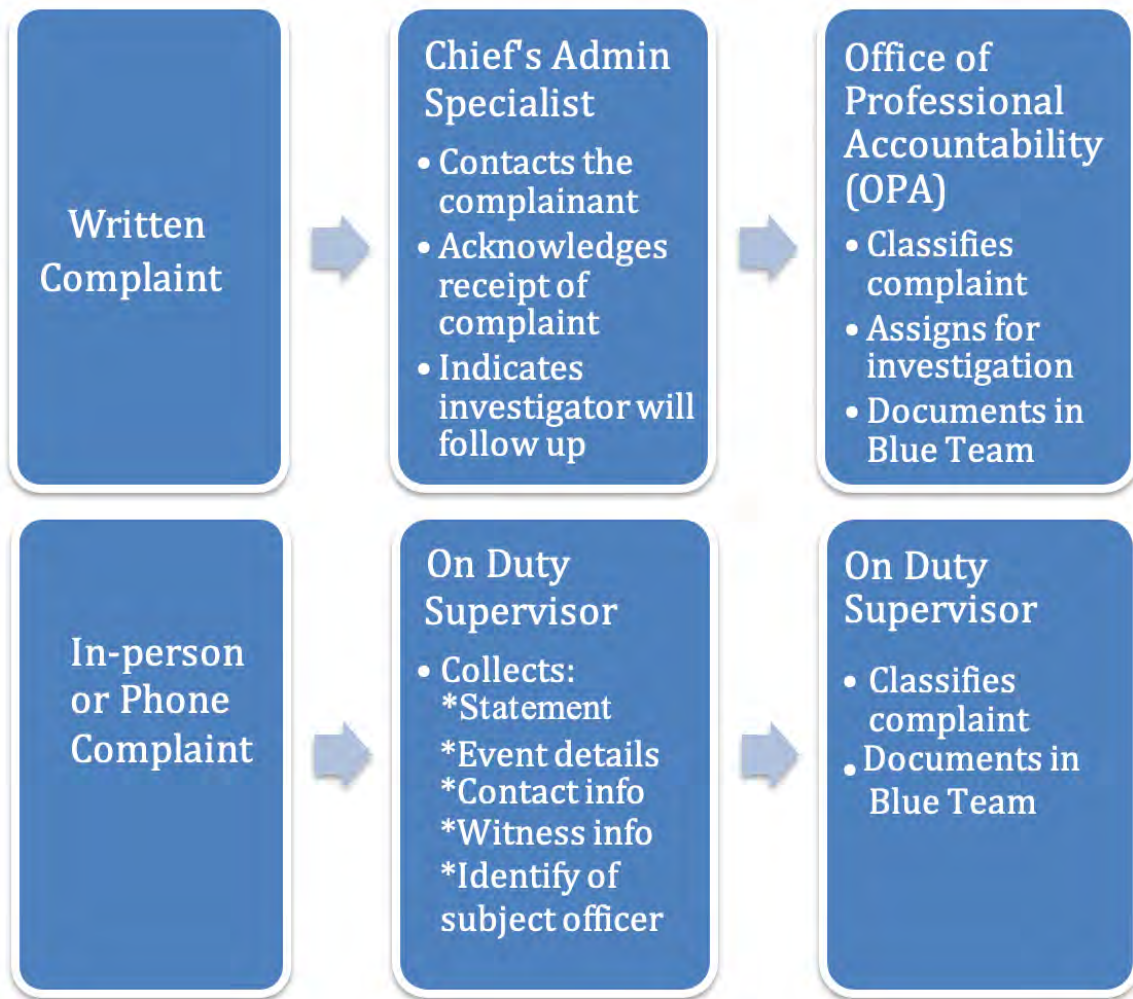 Written
Complaint
Chief's Admin
Specialist
• Contacts the
complainant
• Acknowledges
receipt of
complaint
• Indicates
investigator will
follow up
Office of
Professional
Accountability
(OPA)
• Classifies
complaint
• Assigns for
investigation
• Documents in
Blue Team
In-person
or Phone
Complaint
On Duty
Supervisor
• Collects:
*Statement
*Event details
*Contact info
*Witness info
*Identify of
subject officer
On Duty
Supervisor
• Classifies
complaint
• Documents in
Blue Team